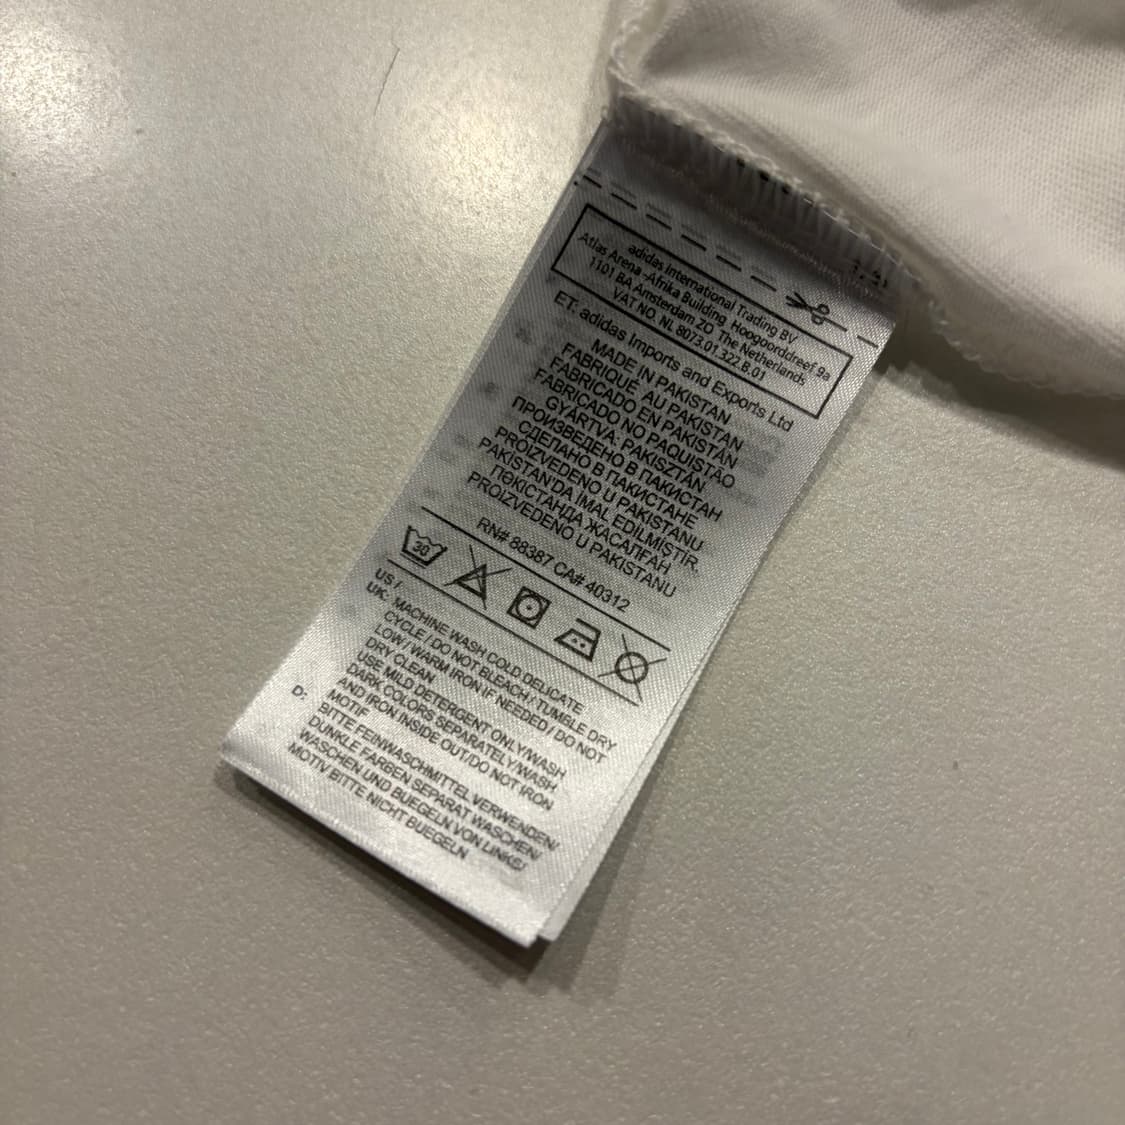 adidas International Trading BV
Atlas Arena -Afrika Building, Hoogoorddreef 9a
1101 BA Amsterdam ZO The Netherlands
VAT NO. NL 8073.01.322.B.01
ET: adidas Imports and Exports Ltd
MADE IN PAKISTAN
FABRIQUÉ AU PAKISTAN
FABRICADO EN PAKISTÁN
FABRICADO NO PAQUISTÃO
GYÁRTVA: PAKISZTÁN
ПРОИЗВЕДЕНО В ПАКИСТАН
СДЕЛАНО В ПАКИСТАНЕ
PROIZVEDENO U PAKISTANU
PAKİSTAN'DA İMAL EDİLMİŞTİR.
ПӘКІСТАНДА ЖАСАЛҒАН
PROIZVEDENO U PAKISTANU
RN# 88387 CA# 40312
30
US /
UK: MACHINE WASH COLD DELICATE
CYCLE / DO NOT BLEACH / TUMBLE DRY
LOW / WARM IRON IF NEEDED / DO NOT
DRY CLEAN
USE MILD DETERGENT ONLY/WASH
DARK COLORS SEPARATELY/WASH
AND IRON INSIDE OUT/DO NOT IRON
MOTIF
D: BITTE FEINWASCHMITTEL VERWENDEN/
DUNKLE FARBEN SEPARAT WASCHEN/
WASCHEN UND BUEGELN VON LINKS/
MOTIV BITTE NICHT BUEGELN